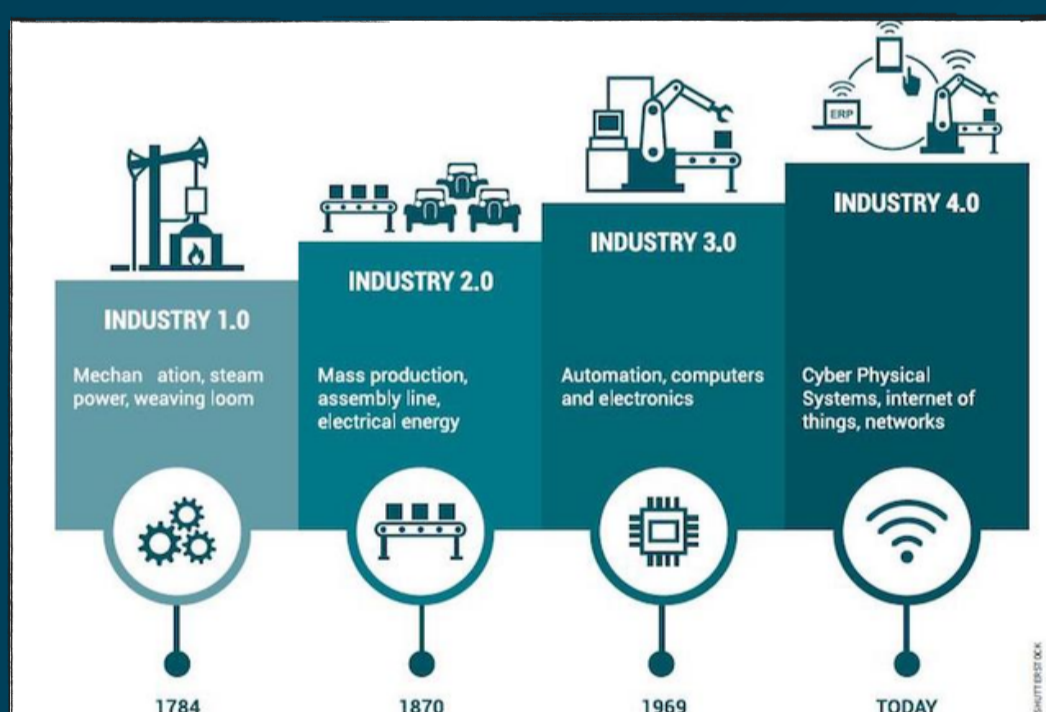 ERP
INDUSTRY 1.0
Mechan ation, steam
power, weaving loom
1784
INDUSTRY 2.0
Mass production,
assembly line,
electrical energy
1870
INDUSTRY 3.0
Automation, computers
and electronics
1969
INDUSTRY 4.0
Cyber Physical
Systems, internet of
things, networks
TODAY
SHUTTERSTOCK